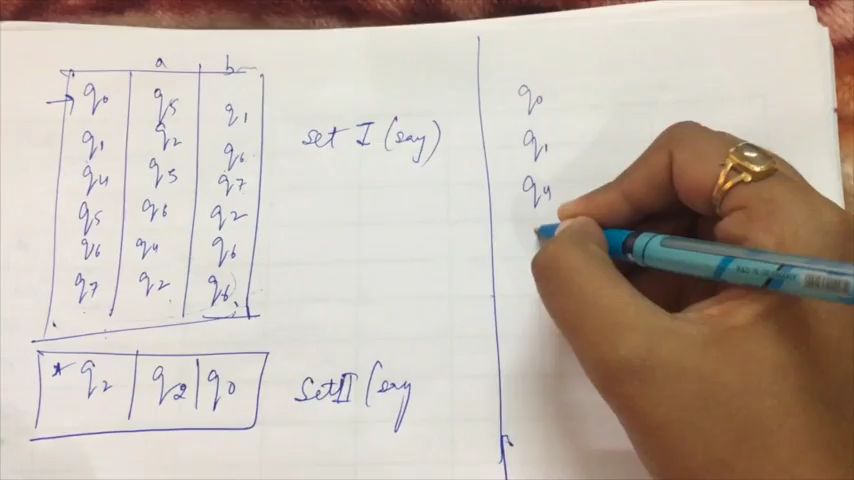 a b
→ q0 q5 q1
q1 q2 q6
q4 q5 q7
q5 q6 q2
q6 q4 q6
q7 q2 q6
set I (say)
* q2 q2 q0
Set II (say
q0
q1
q4